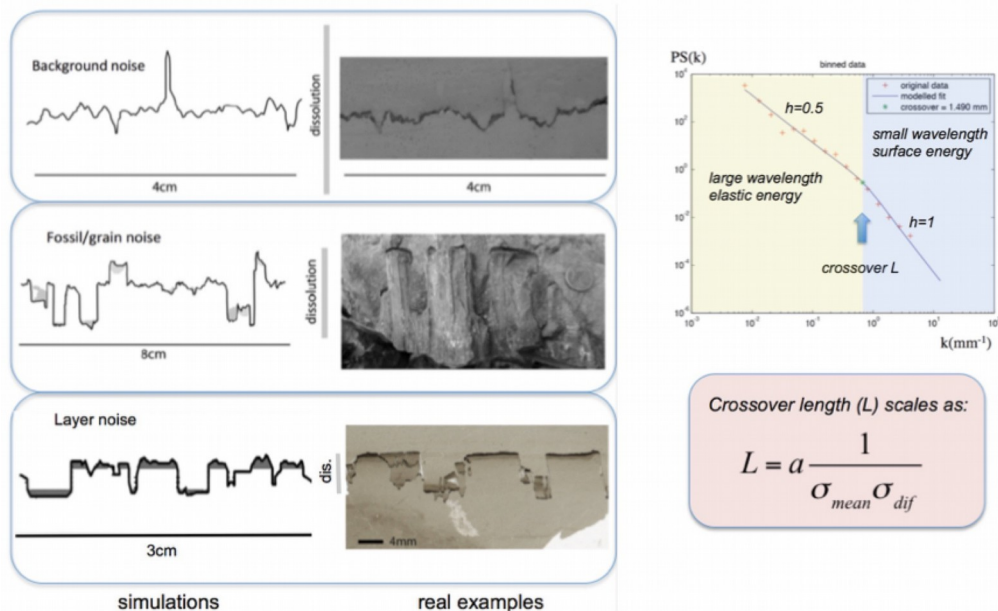 Background noise
dissolution
4cm
4cm
Fossil/grain noise
dissolution
8cm
Layer noise
dis.
3cm
4mm
simulations
real examples
PS(k)
binned data
original data
modelled fit
crossover = 1.490 mm
h=0.5
small wavelength
surface energy
large wavelength
elastic energy
h=1
crossover L
k(mm⁻¹)
Crossover length (L) scales as:
L = a 1 / σmean σdif